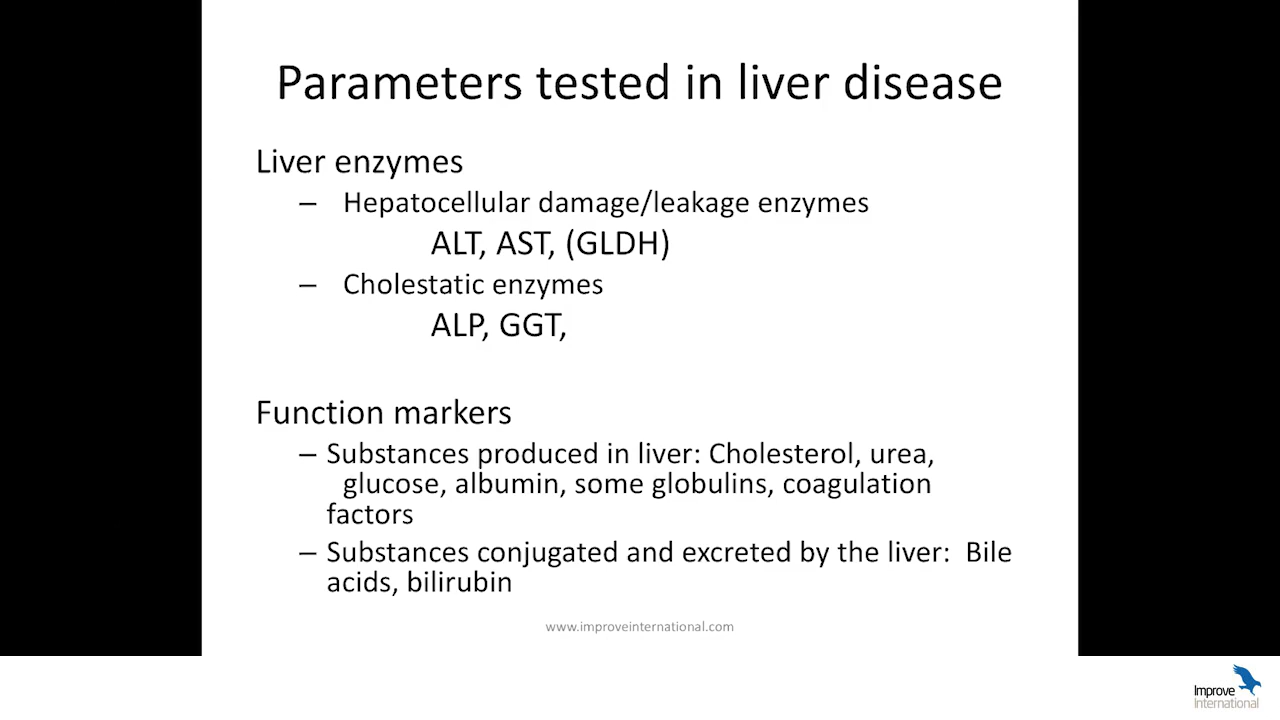 Parameters tested in liver disease
Liver enzymes
– Hepatocellular damage/leakage enzymes
ALT, AST, (GLDH)
– Cholestatic enzymes
ALP, GGT,
Function markers
– Substances produced in liver: Cholesterol, urea,
glucose, albumin, some globulins, coagulation
factors
– Substances conjugated and excreted by the liver:  Bile
acids, bilirubin
www.improveinternational.com
Improve
International